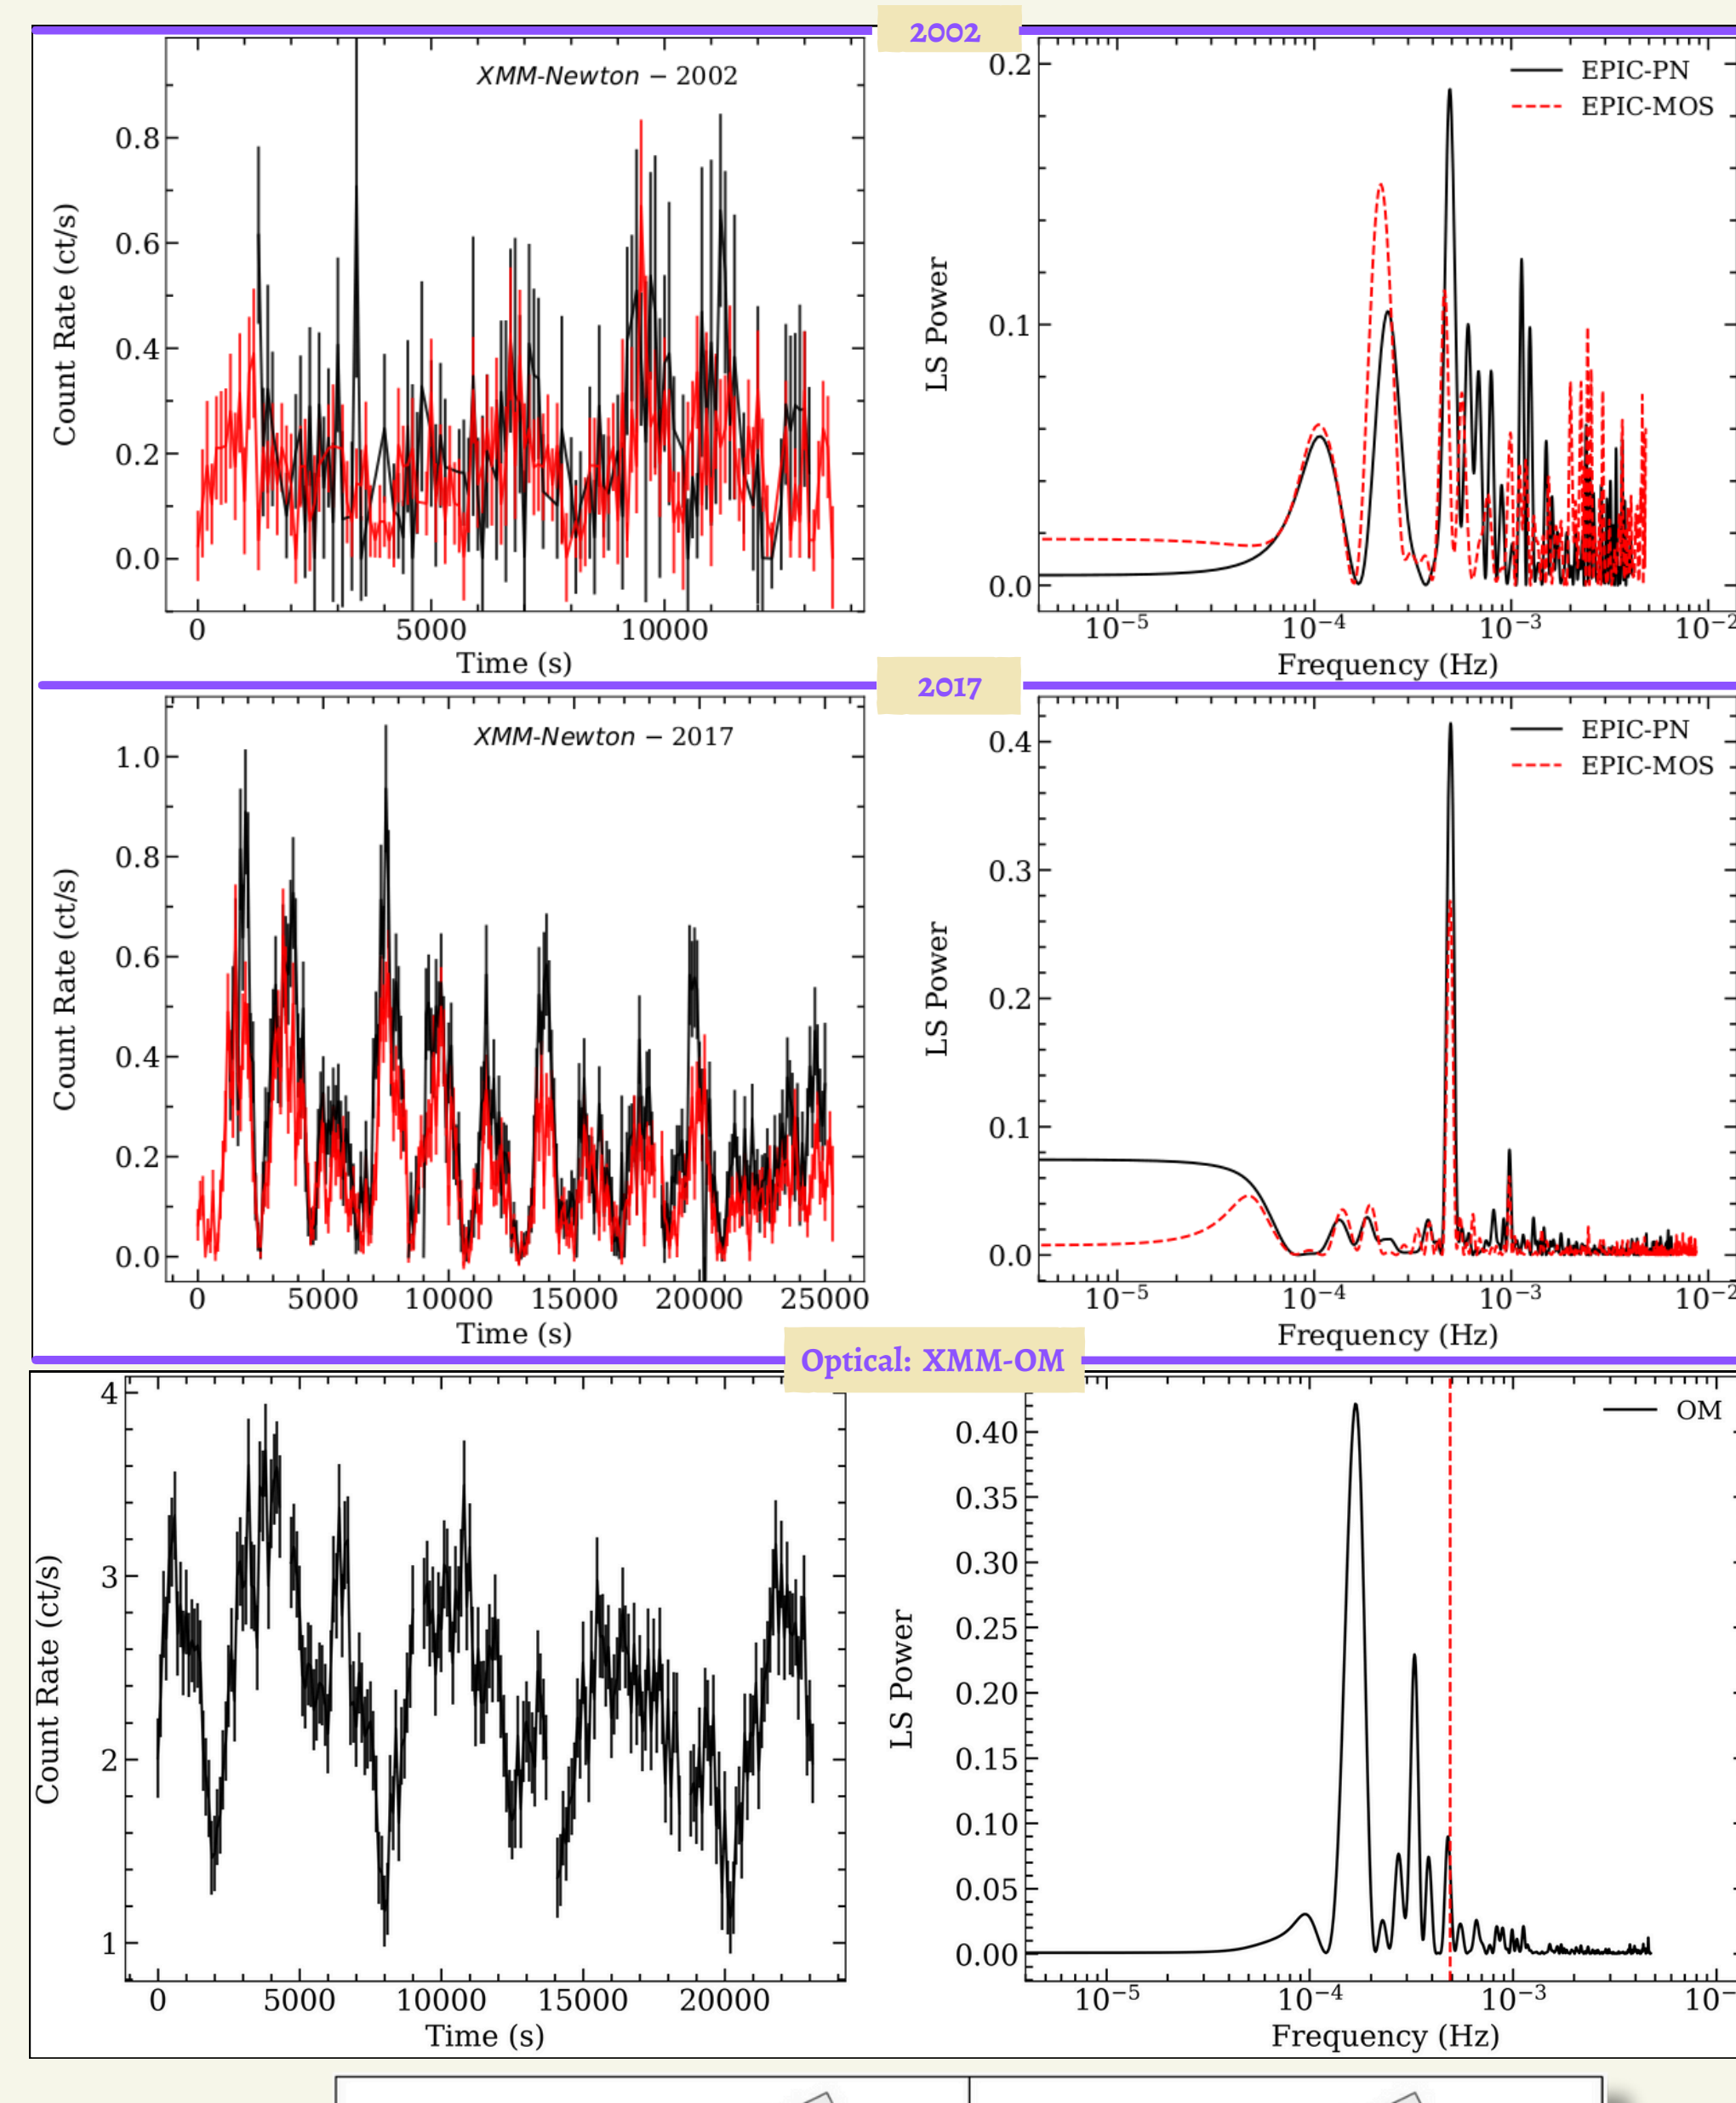 2002
XMM-Newton − 2002
Count Rate (ct/s)
0.8
0.6
0.4
0.2
0.0
0 5000 10000
Time (s)
EPIC-PN
EPIC-MOS
LS Power
0.2
0.1
0.0
10⁻⁵ 10⁻⁴ 10⁻³ 10⁻²
Frequency (Hz)
2017
XMM-Newton − 2017
Count Rate (ct/s)
1.0
0.8
0.6
0.4
0.2
0.0
0 5000 10000 15000 20000 25000
Time (s)
EPIC-PN
EPIC-MOS
LS Power
0.4
0.3
0.2
0.1
0.0
10⁻⁵ 10⁻⁴ 10⁻³ 10⁻²
Frequency (Hz)
Optical: XMM-OM
Count Rate (ct/s)
4
3
2
1
0 5000 10000 15000 20000
Time (s)
OM
LS Power
0.40
0.35
0.30
0.25
0.20
0.15
0.10
0.05
0.00
10⁻⁵ 10⁻⁴ 10⁻³
Frequency (Hz)